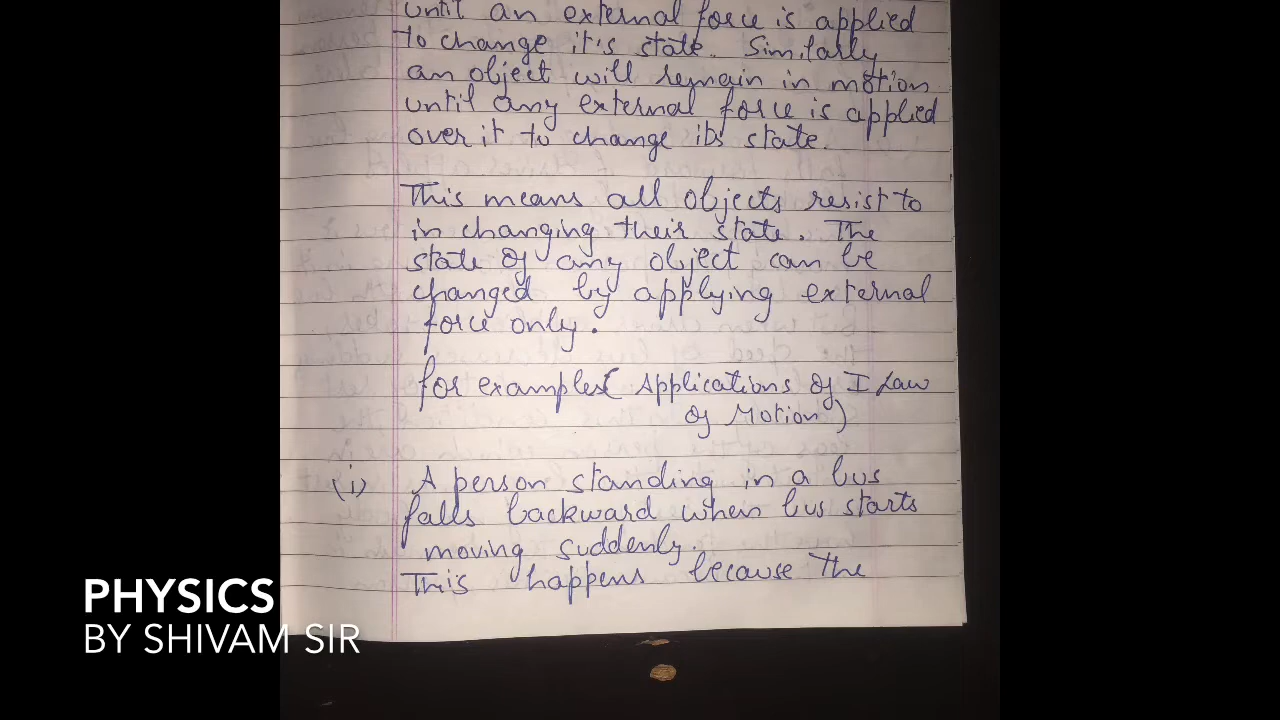 until an external force is applied
to change it's state. Similarly
an object will remain in motion
until any external force is applied
over it to change its state.
This means all objects resist to
in changing their state. The
state of any object can be
changed by applying external
force only.
for examples( Applications of I Law
of Motion)
(i) A person standing in a bus
falls backward when bus starts
moving suddenly.
This happens because the
PHYSICS
BY SHIVAM SIR